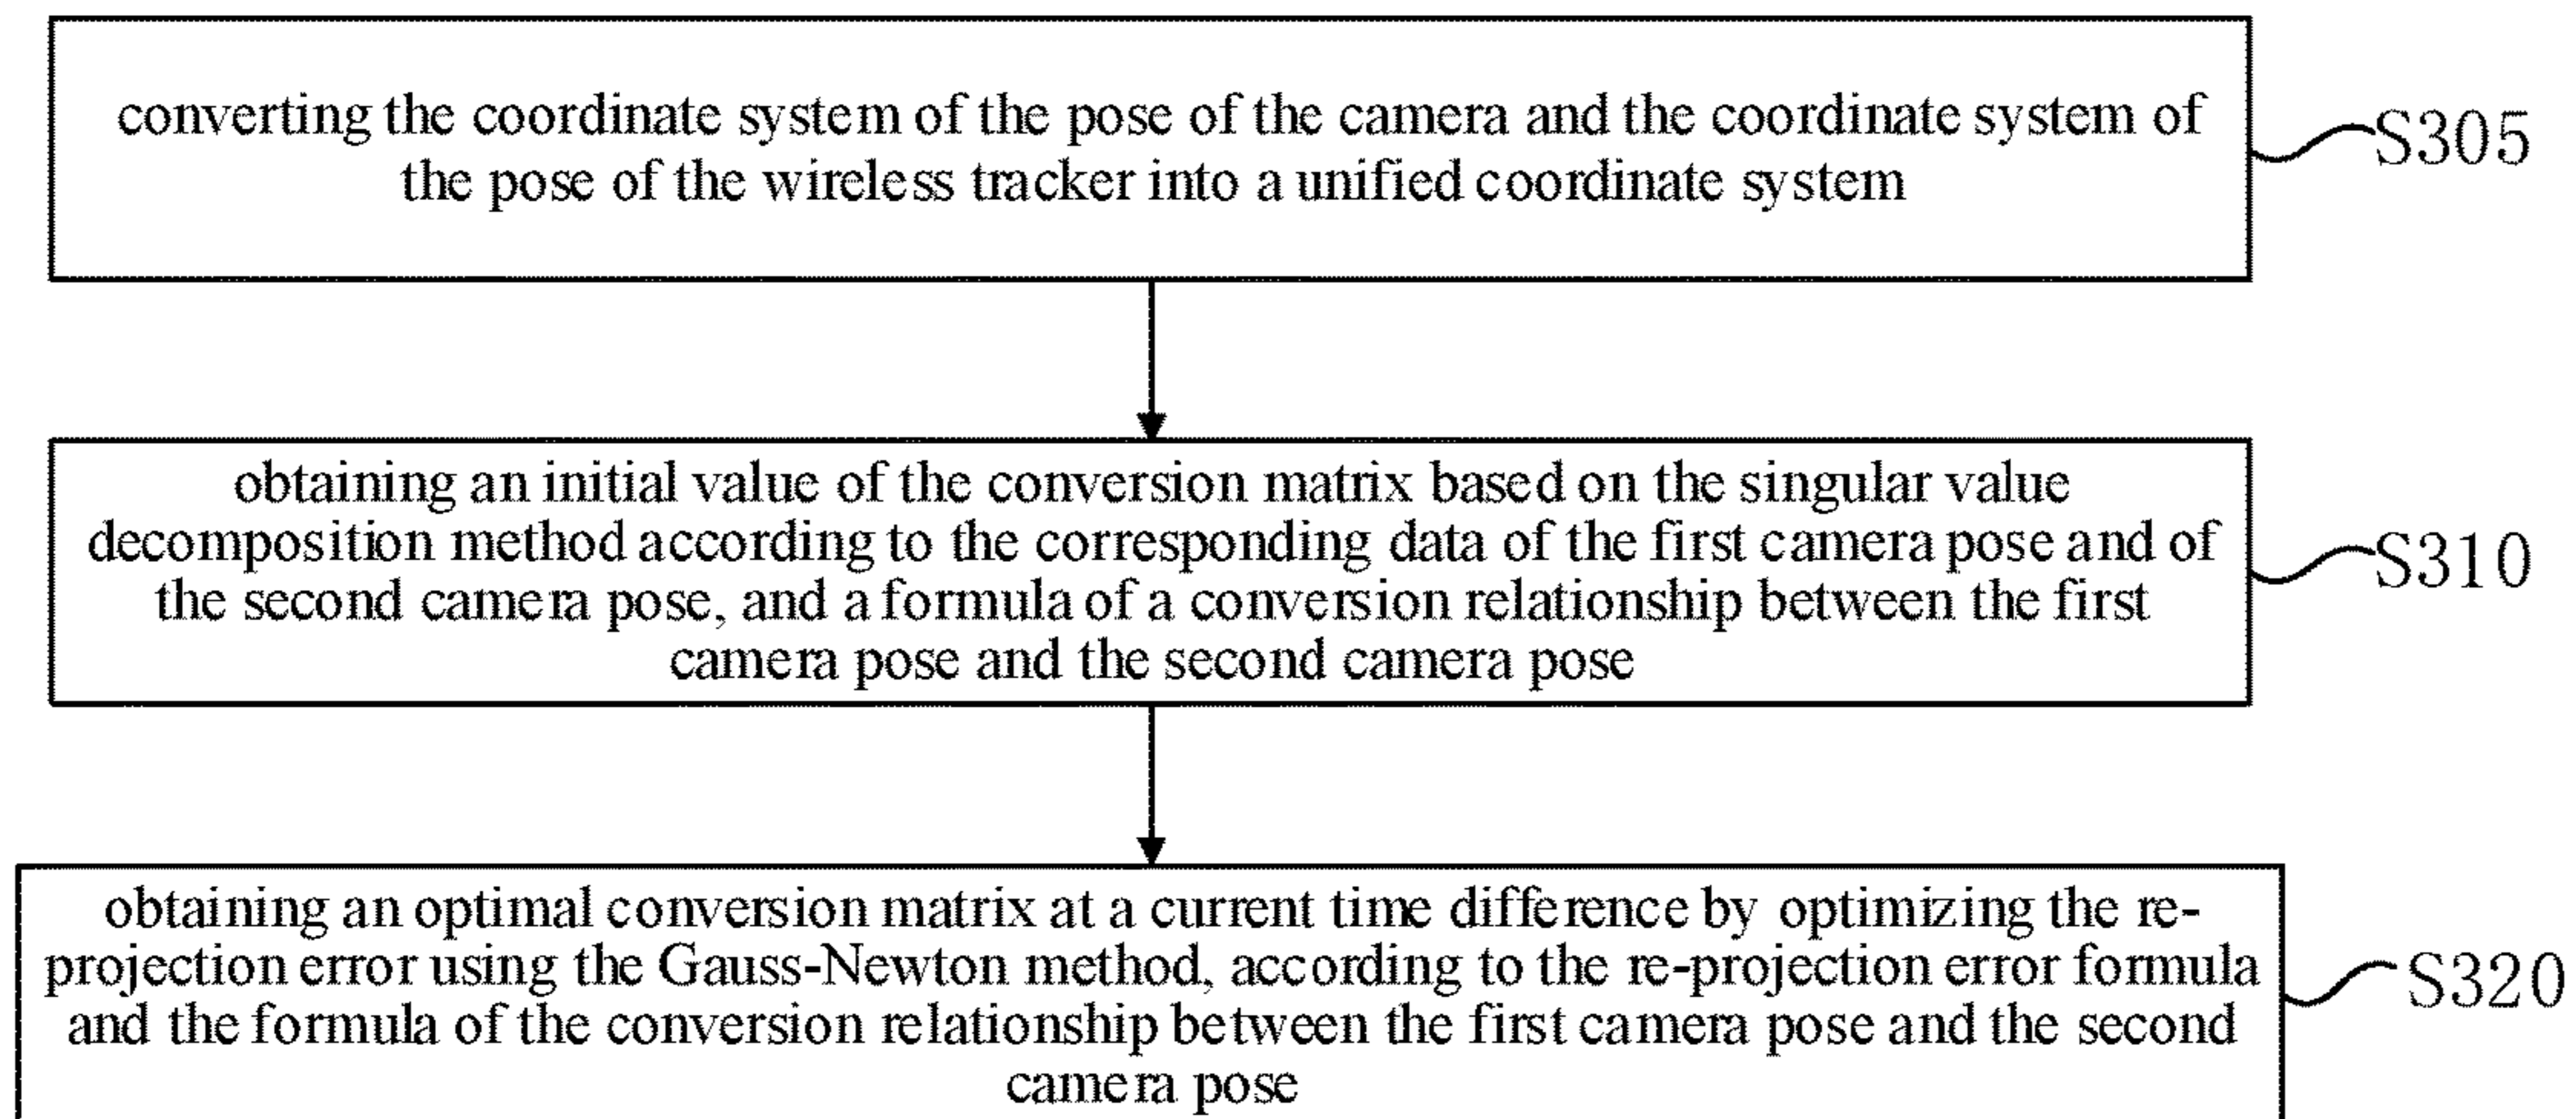 converting the coordinate system of the pose of the camera and the coordinate system of
the pose of the wireless tracker into a unified coordinate system
S305
obtaining an initial value of the conversion matrix based on the singular value
decomposition method according to the corresponding data of the first camera pose and of
the second camera pose, and a formula of a conversion relationship between the first
camera pose and the second camera pose
S310
obtaining an optimal conversion matrix at a current time difference by optimizing the re-
projection error using the Gauss-Newton method, according to the re-projection error formula
and the formula of the conversion relationship between the first camera pose and the second
camera pose
S320